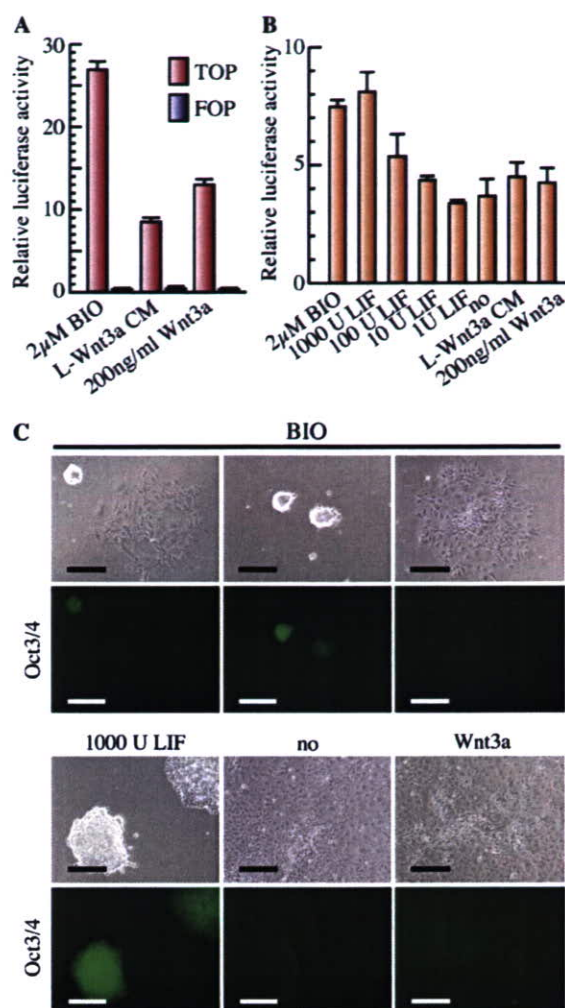 A
B
Relative luciferase activity
30
20
10
0
TOP
FOP
2µM BIO
L-Wnt3a CM
200ng/ml Wnt3a
Relative luciferase activity
10
5
0
2µM BIO
1000 U LIF
100 U LIF
10 U LIF
1U LIF
no
L-Wnt3a CM
200ng/ml Wnt3a
C
BIO
Oct3/4
1000 U LIF no Wnt3a
Oct3/4